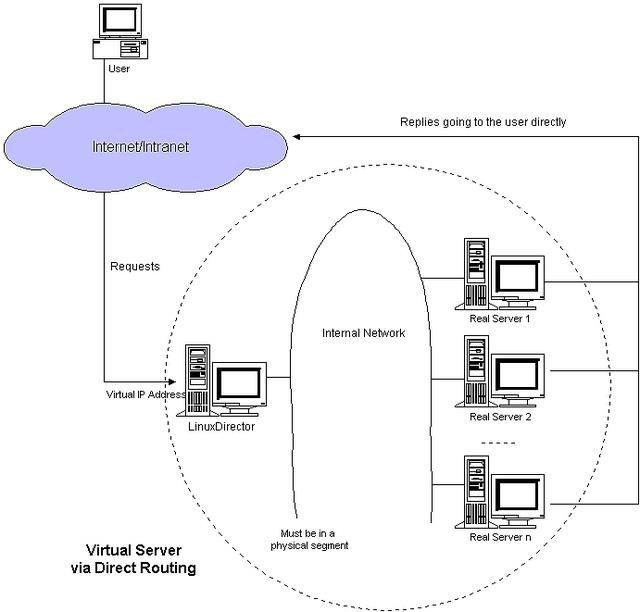 User
Internet/Intranet
Replies going to the user directly
Requests
Real Server 1
Internal Network
Virtual IP Address
LinuxDirector
Real Server 2
Must be in a
physical segment
Real Server n
Virtual Server
via Direct Routing